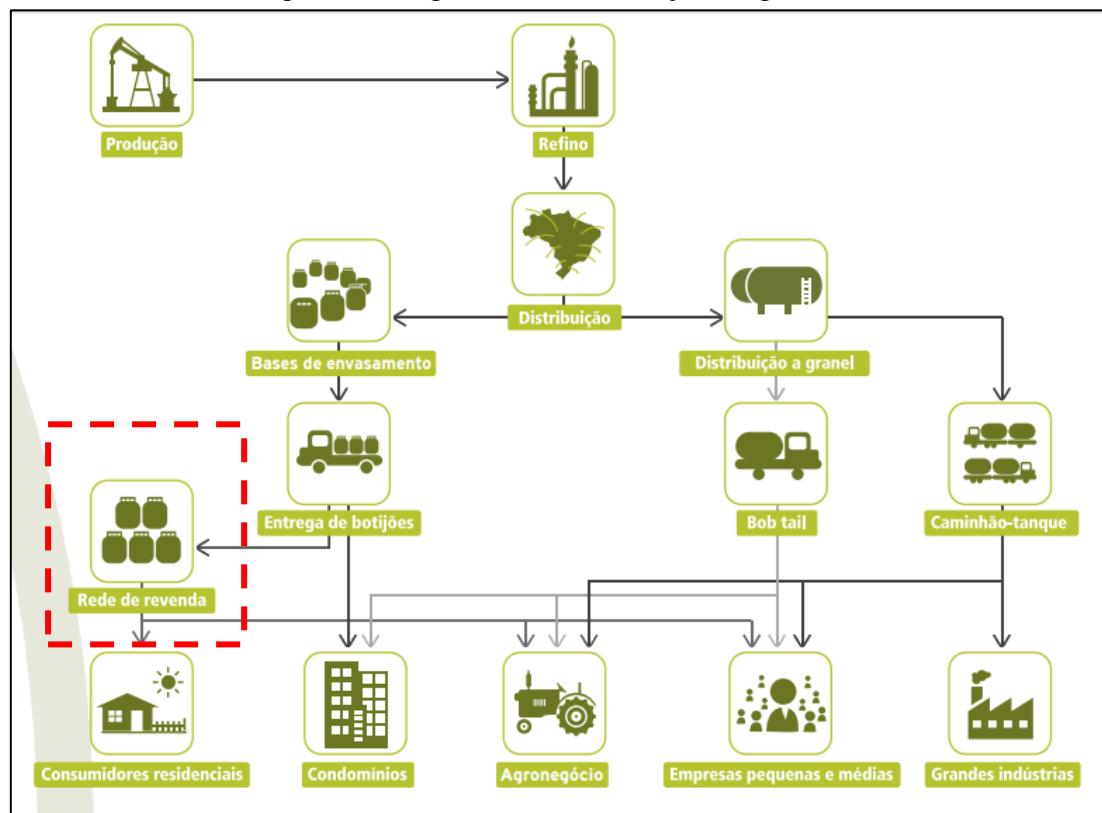 Produção
Refino
Distribuição
Bases de envasamento
Distribuição a granel
Entrega de botijões
Bob tail
Caminhão-tanque
Rede de revenda
Consumidores residenciais
Condomínios
Agronegócio
Empresas pequenas e médias
Grandes indústrias